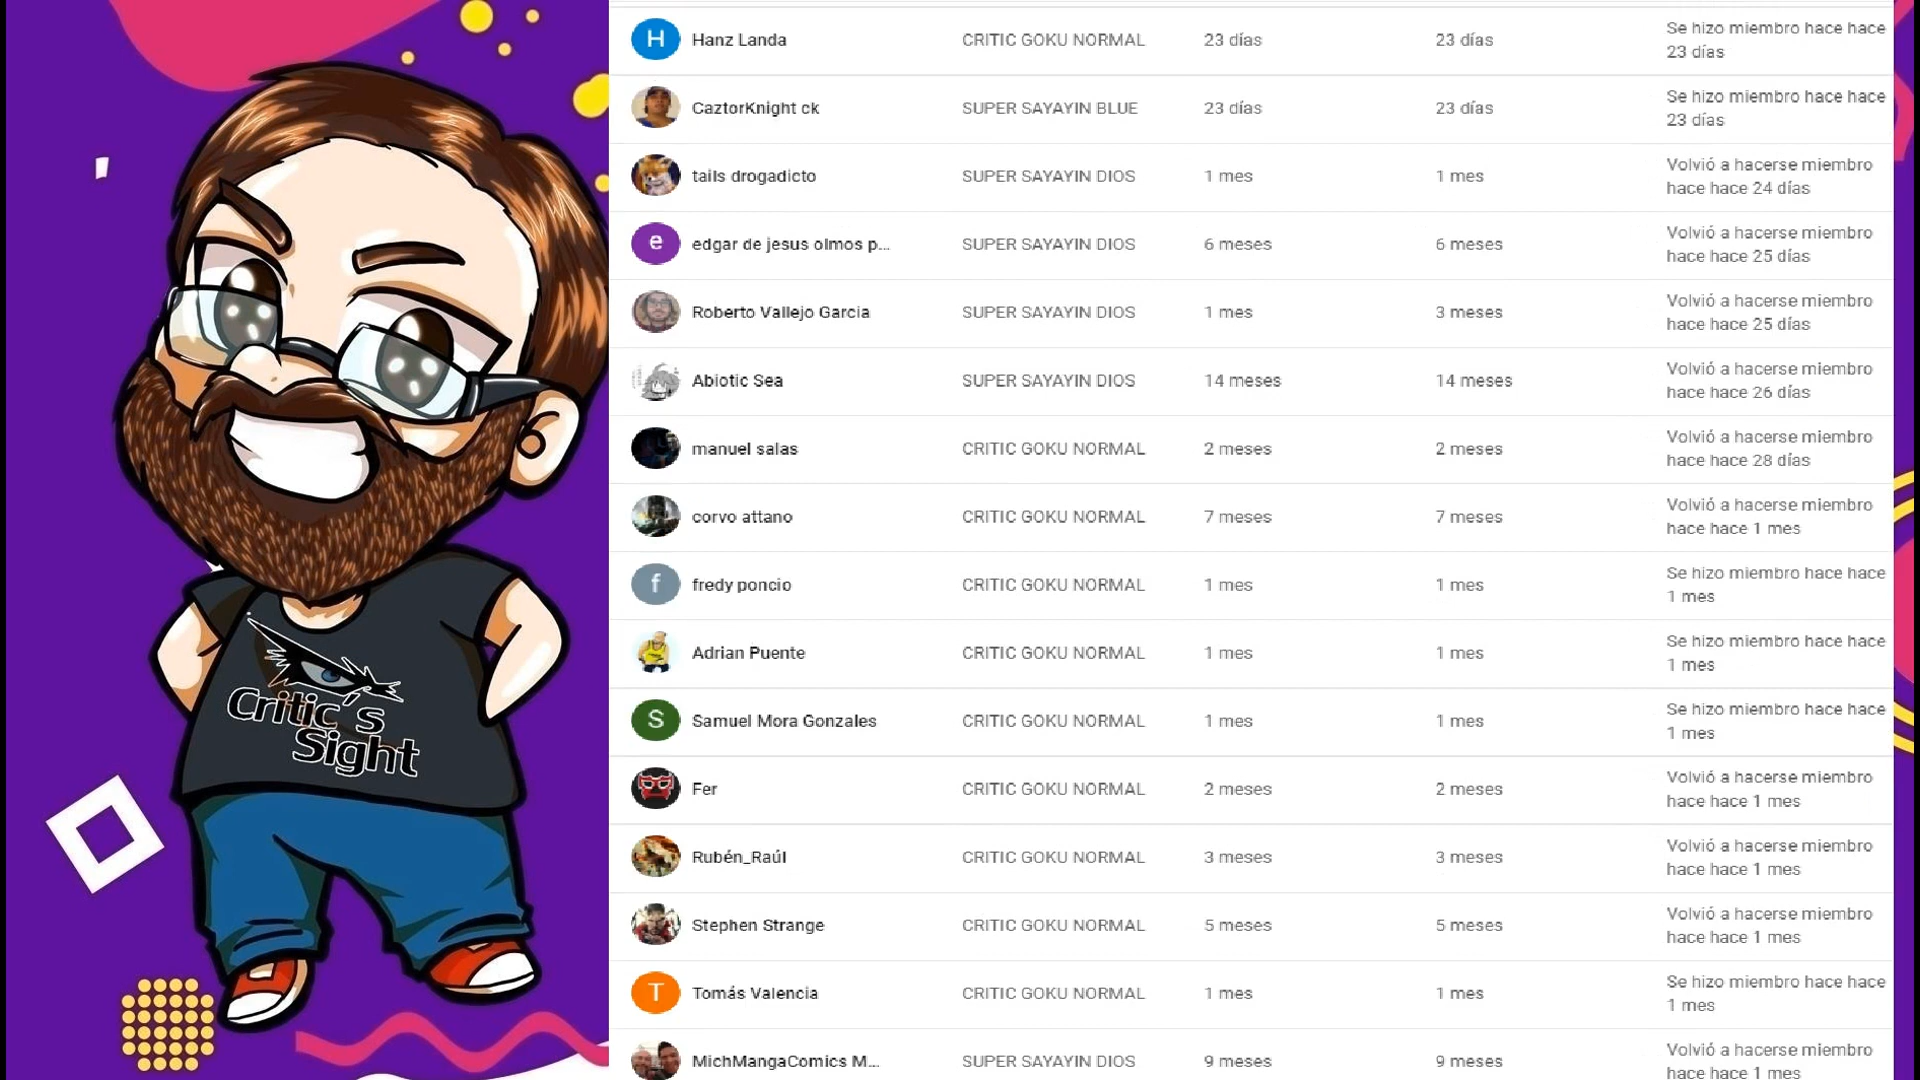 Critic's
Sight
H Hanz Landa CRITIC GOKU NORMAL 23 días 23 días Se hizo miembro hace hace
23 días
CaztorKnight ck SUPER SAYAYIN BLUE 23 días 23 días Se hizo miembro hace hace
23 días
tails drogadicto SUPER SAYAYIN DIOS 1 mes 1 mes Volvió a hacerse miembro
hace hace 24 días
e edgar de jesus olmos p... SUPER SAYAYIN DIOS 6 meses 6 meses Volvió a hacerse miembro
hace hace 25 días
Roberto Vallejo Garcia SUPER SAYAYIN DIOS 1 mes 3 meses Volvió a hacerse miembro
hace hace 25 días
Abiotic Sea SUPER SAYAYIN DIOS 14 meses 14 meses Volvió a hacerse miembro
hace hace 26 días
manuel salas CRITIC GOKU NORMAL 2 meses 2 meses Volvió a hacerse miembro
hace hace 28 días
corvo attano CRITIC GOKU NORMAL 7 meses 7 meses Volvió a hacerse miembro
hace hace 1 mes
f fredy poncio CRITIC GOKU NORMAL 1 mes 1 mes Se hizo miembro hace hace
1 mes
Adrian Puente CRITIC GOKU NORMAL 1 mes 1 mes Se hizo miembro hace hace
1 mes
S Samuel Mora Gonzales CRITIC GOKU NORMAL 1 mes 1 mes Se hizo miembro hace hace
1 mes
Fer CRITIC GOKU NORMAL 2 meses 2 meses Volvió a hacerse miembro
hace hace 1 mes
Rubén_Raúl CRITIC GOKU NORMAL 3 meses 3 meses Volvió a hacerse miembro
hace hace 1 mes
Stephen Strange CRITIC GOKU NORMAL 5 meses 5 meses Volvió a hacerse miembro
hace hace 1 mes
T Tomás Valencia CRITIC GOKU NORMAL 1 mes 1 mes Se hizo miembro hace hace
1 mes
MichMangaComics M... SUPER SAYAYIN DIOS 9 meses 9 meses Volvió a hacerse miembro
hace hace 1 mes